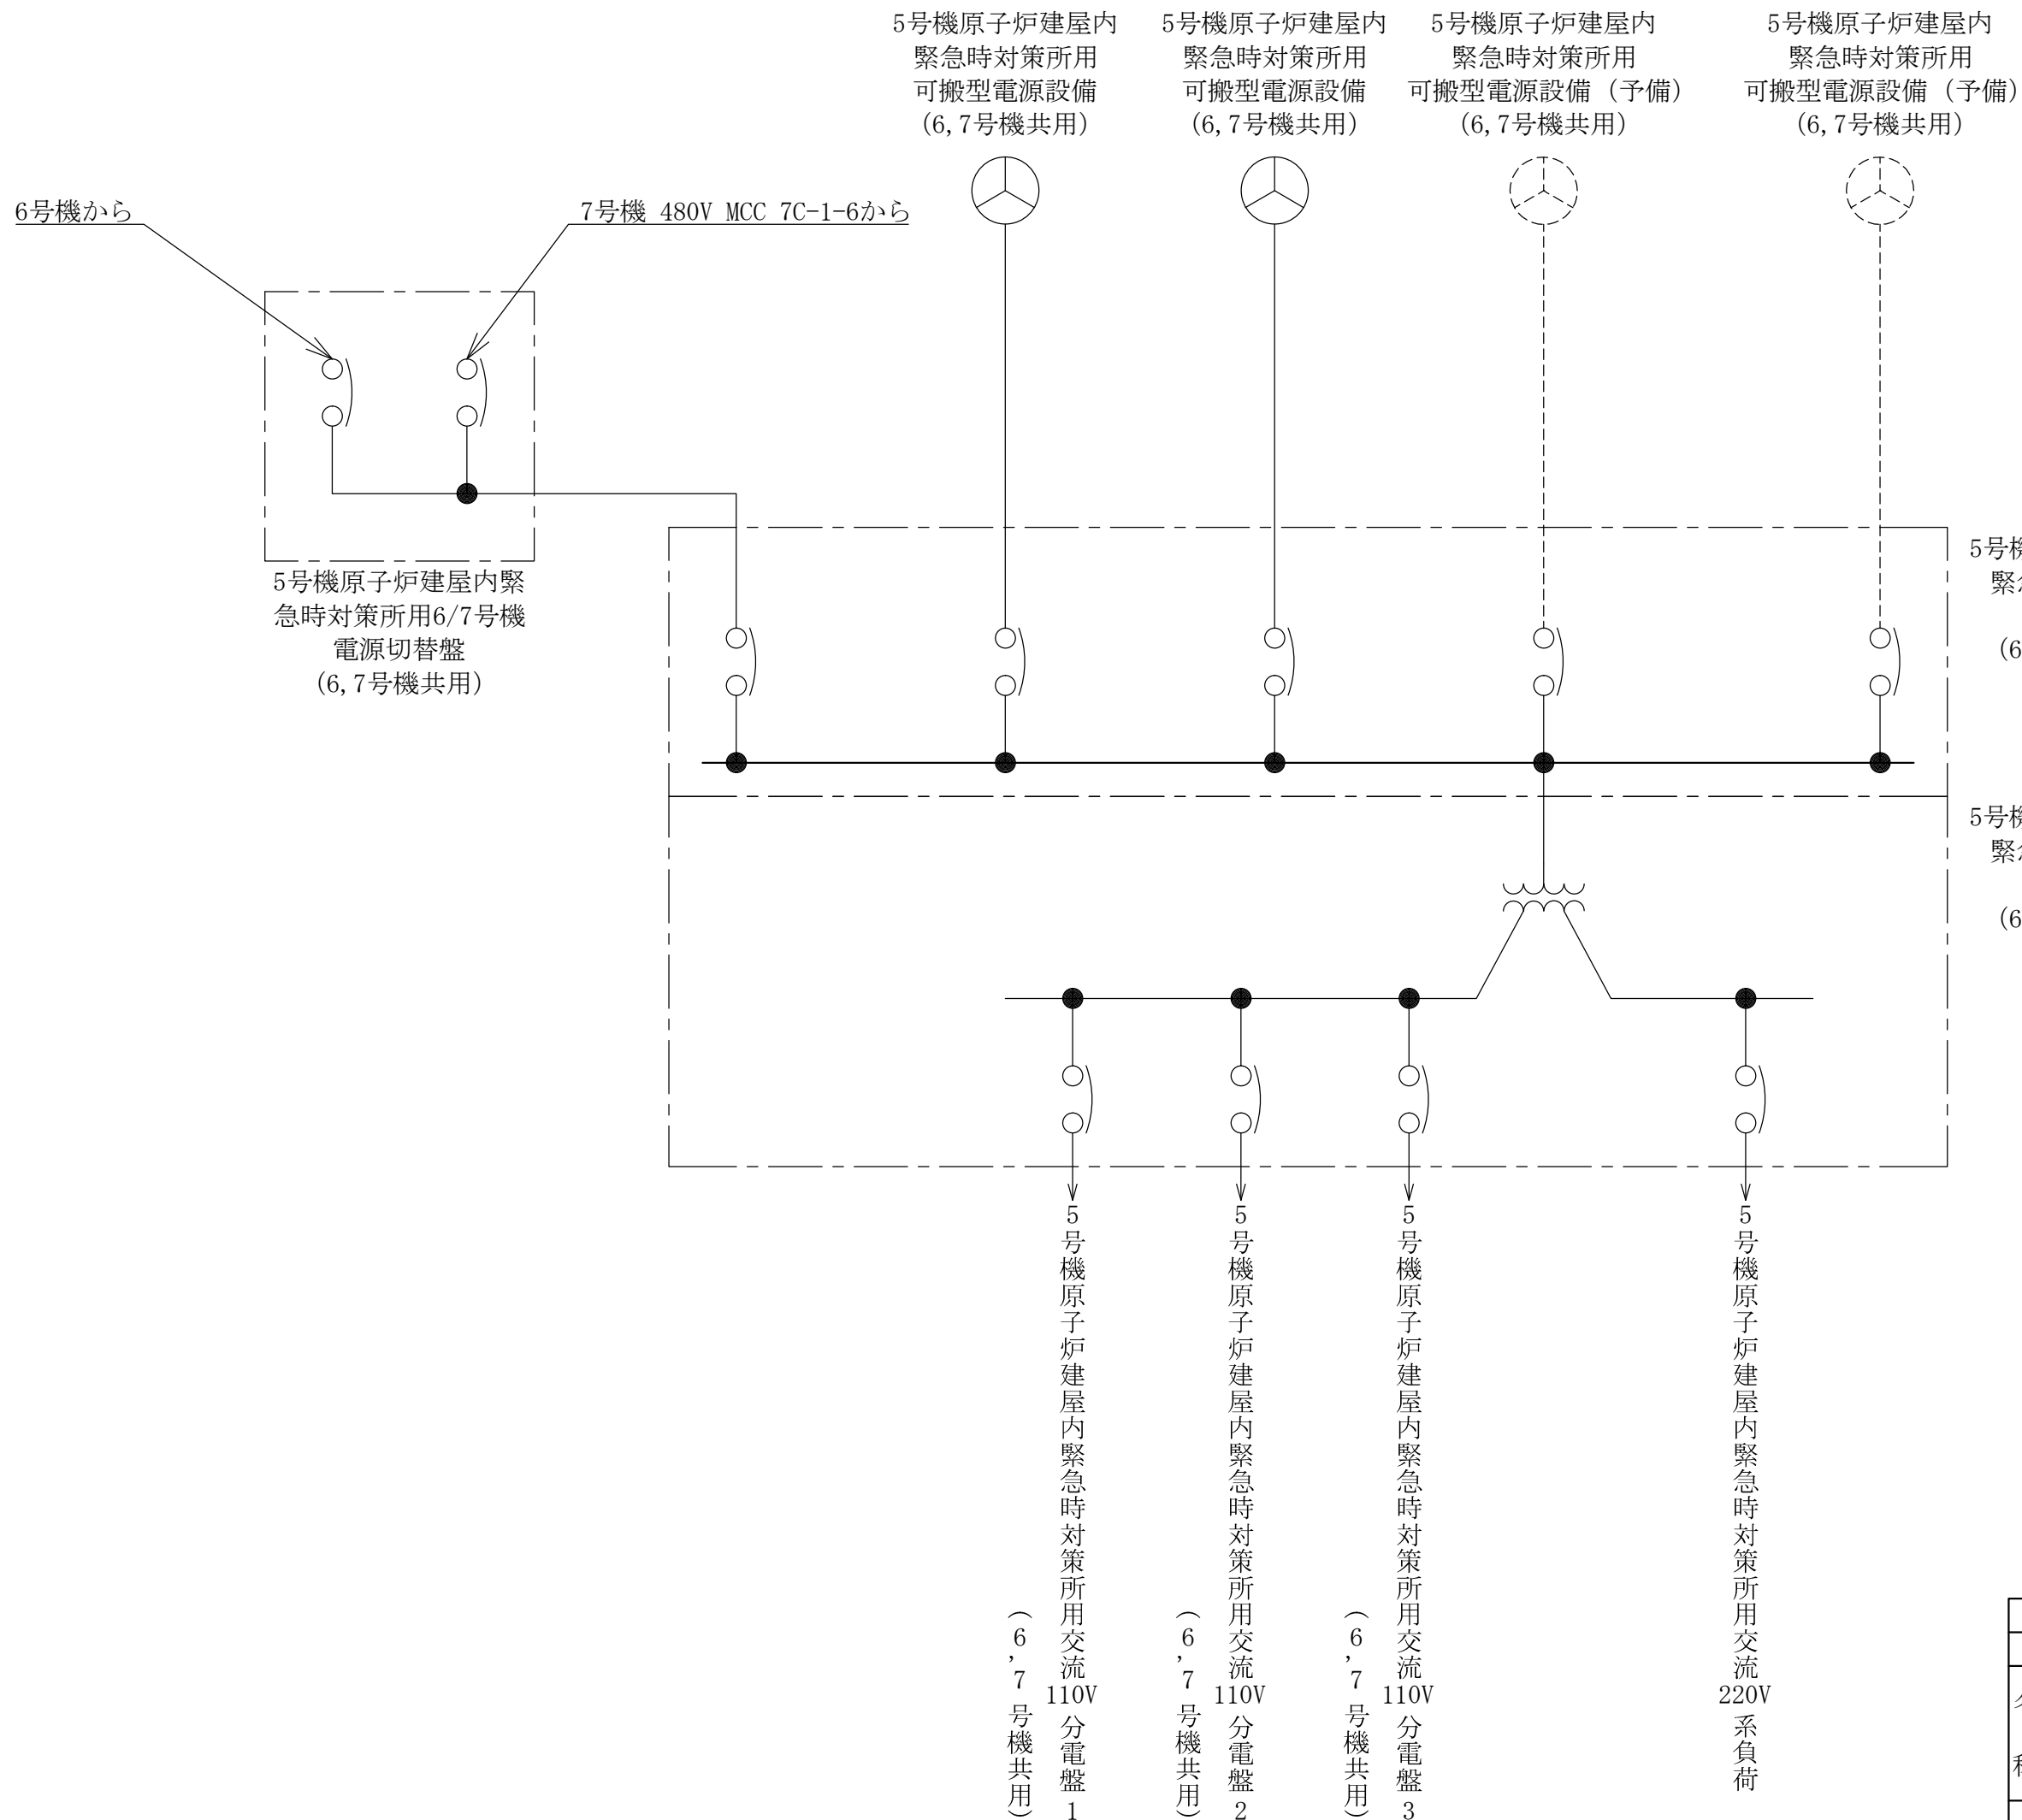 5号機原子炉建屋内
緊急時対策所用
可搬型電源設備
(6,7号機共用)
5号機原子炉建屋内
緊急時対策所用
可搬型電源設備
(6,7号機共用)
5号機原子炉建屋内
緊急時対策所用
可搬型電源設備 (予備)
(6,7号機共用)
5号機原子炉建屋内
緊急時対策所用
可搬型電源設備 (予備)
(6,7号機共用)
6号機から
7号機 480V MCC 7C-1-6から
5号機原子炉建屋内緊
急時対策所用6/7号機
電源切替盤
(6,7号機共用)
5号機
(6
5号機
(6
5号機原子炉建屋内緊急時対策所用交流110V分電盤1
(6,7号機共用)
5号機原子炉建屋内緊急時対策所用交流110V分電盤2
(6,7号機共用)
5号機原子炉建屋内緊急時対策所用交流110V分電盤3
(6,7号機共用)
5号機原子炉建屋内緊急時対策所用交流220V系負荷